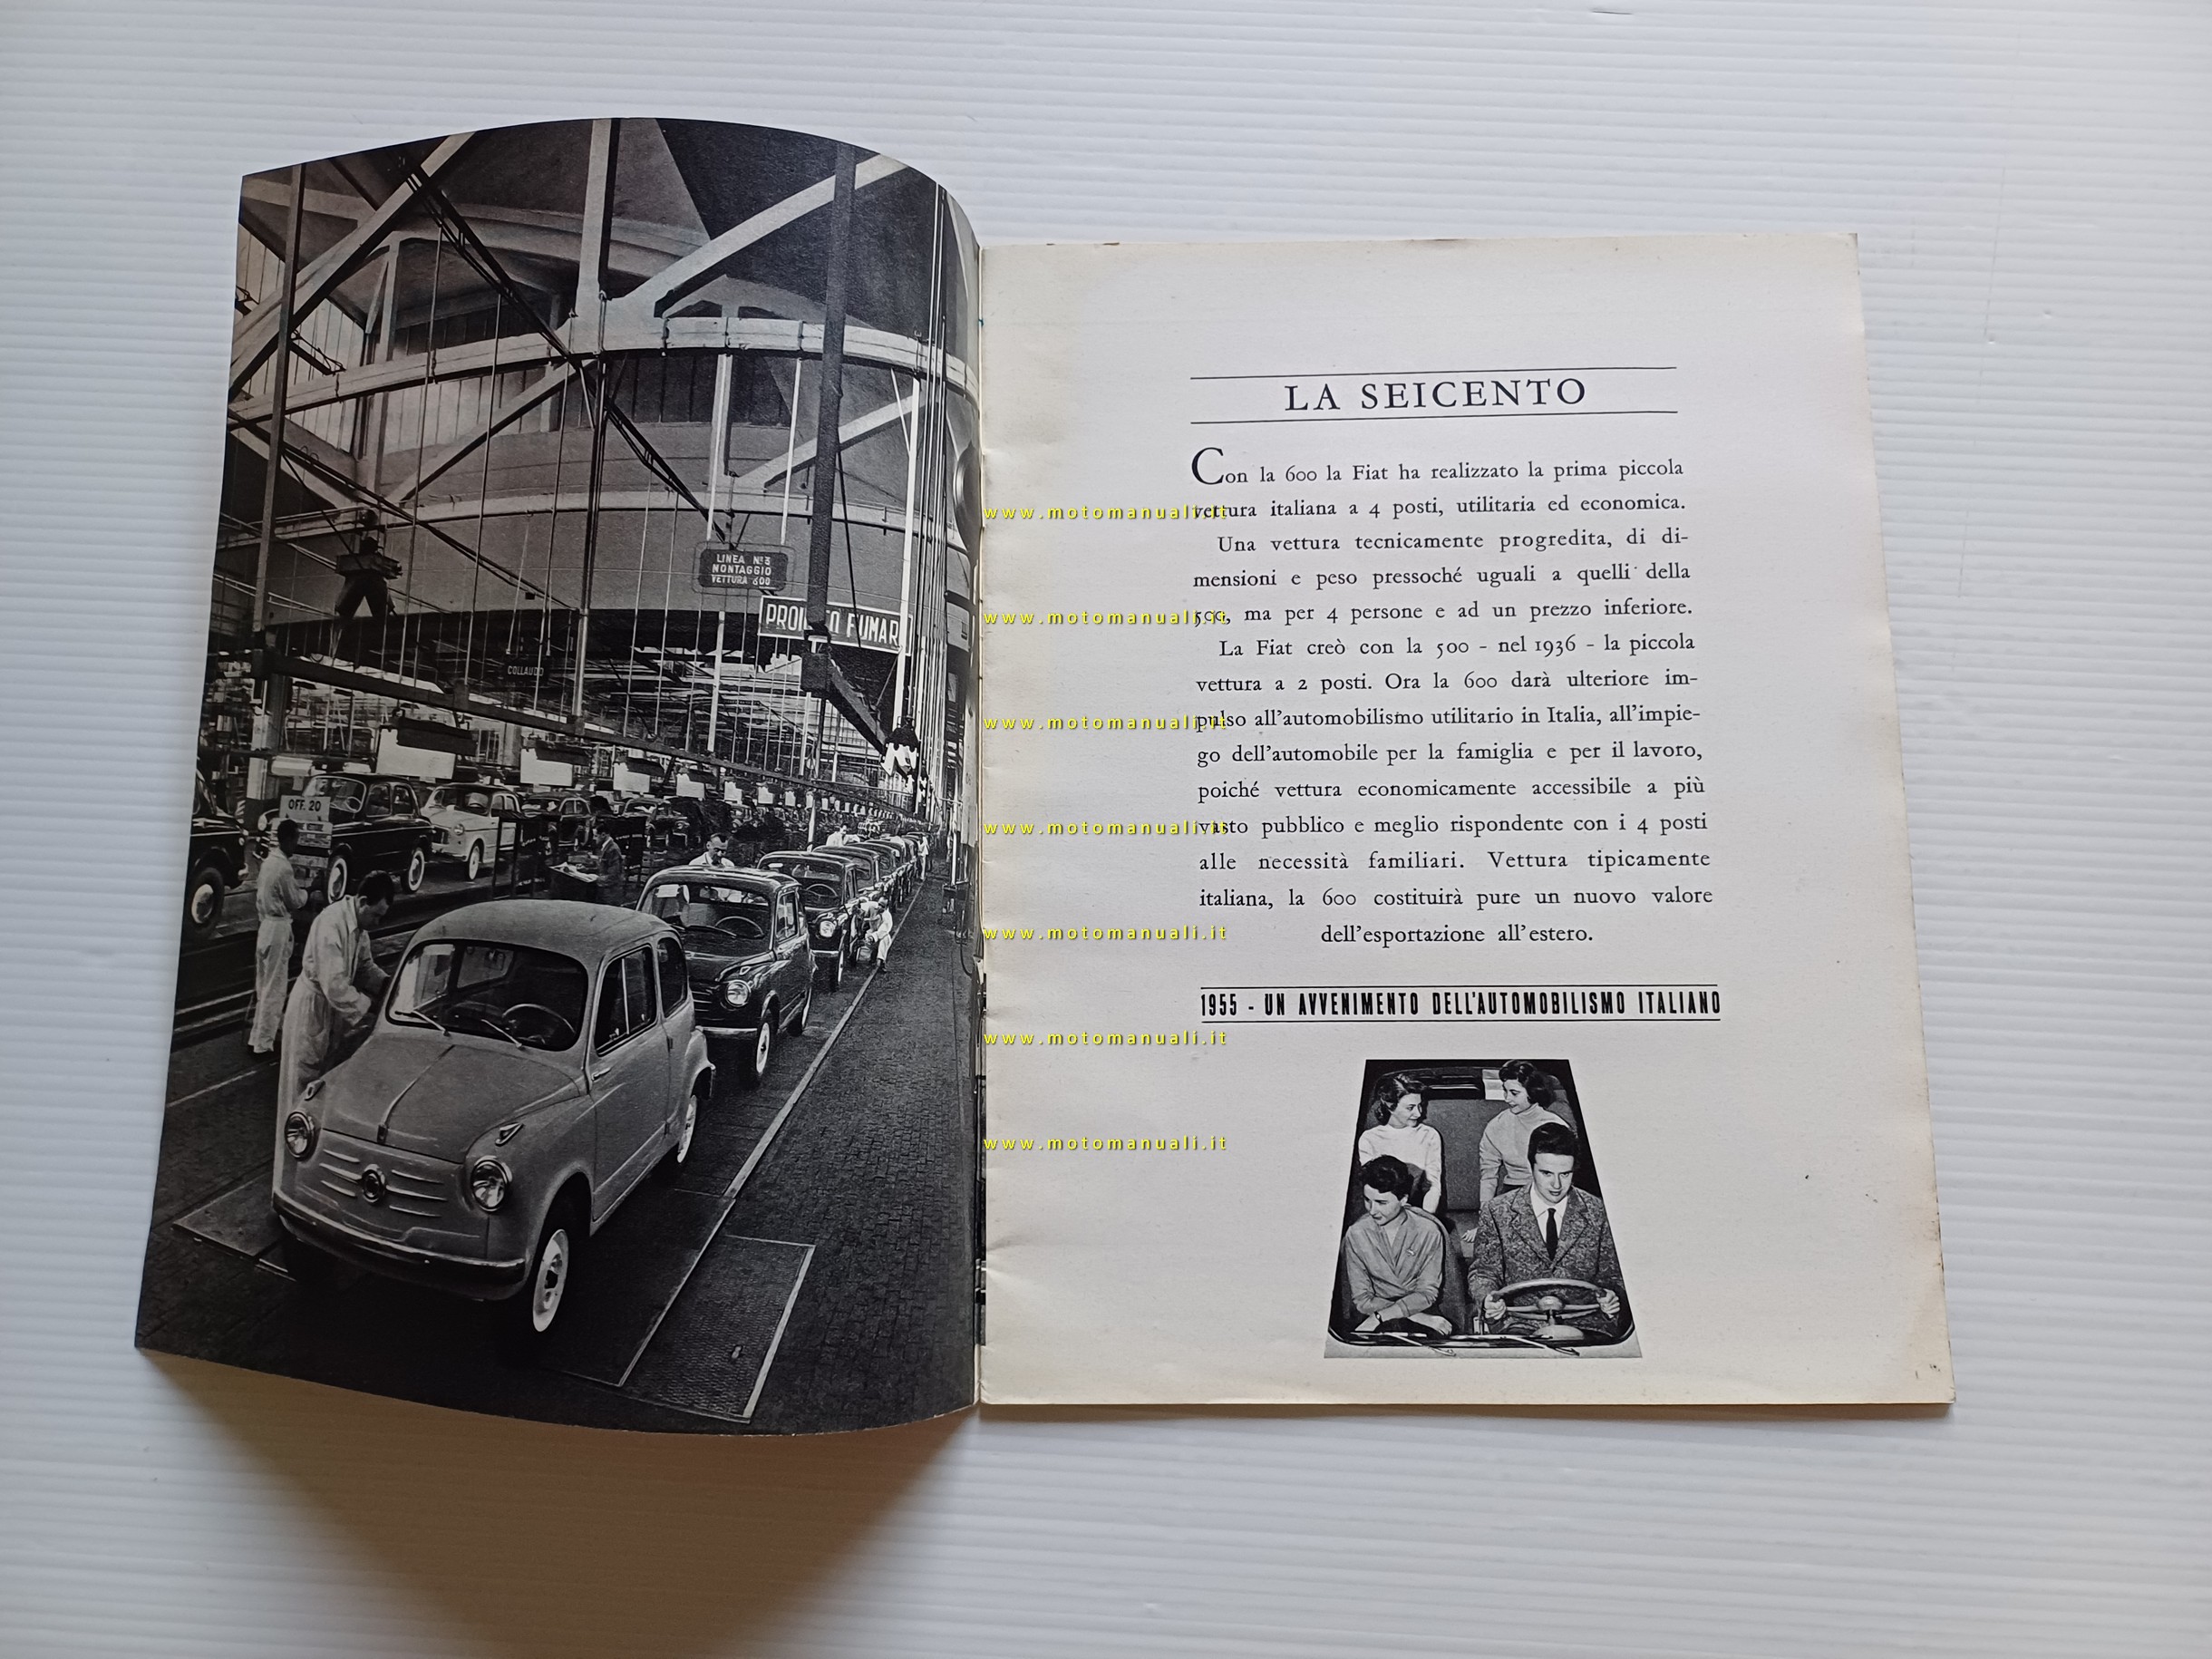 LINEA Nº3
MONTAGGIO
VETTURA 600
FUMAR
COLLAUDO
OFF. 20
LA SEICENTO
Con la 600 la Fiat ha realizzato la prima piccola
vettura italiana a 4 posti, utilitaria ed economica.
Una vettura tecnicamente progredita, di di-
mensioni e peso pressoché uguali a quelli della
500, ma per 4 persone e ad un prezzo inferiore.
La Fiat creò con la 500 - nel 1936 - la piccola
vettura a 2 posti. Ora la 600 darà ulteriore im-
pulso all'automobilismo utilitario in Italia, all'impie-
go dell'automobile per la famiglia e per il lavoro,
poiché vettura economicamente accessibile a più
vasto pubblico e meglio rispondente con i 4 posti
alle necessità familiari. Vettura tipicamente
italiana, la 600 costituirà pure un nuovo valore
dell'esportazione all'estero.
1955 - UN AVVENIMENTO DELL'AUTOMOBILISMO ITALIANO
www.motomanuali.it
www.motomanuali.it
www.motomanuali.it
www.motomanuali.it
www.motomanuali.it
www.motomanuali.it
www.motomanuali.it